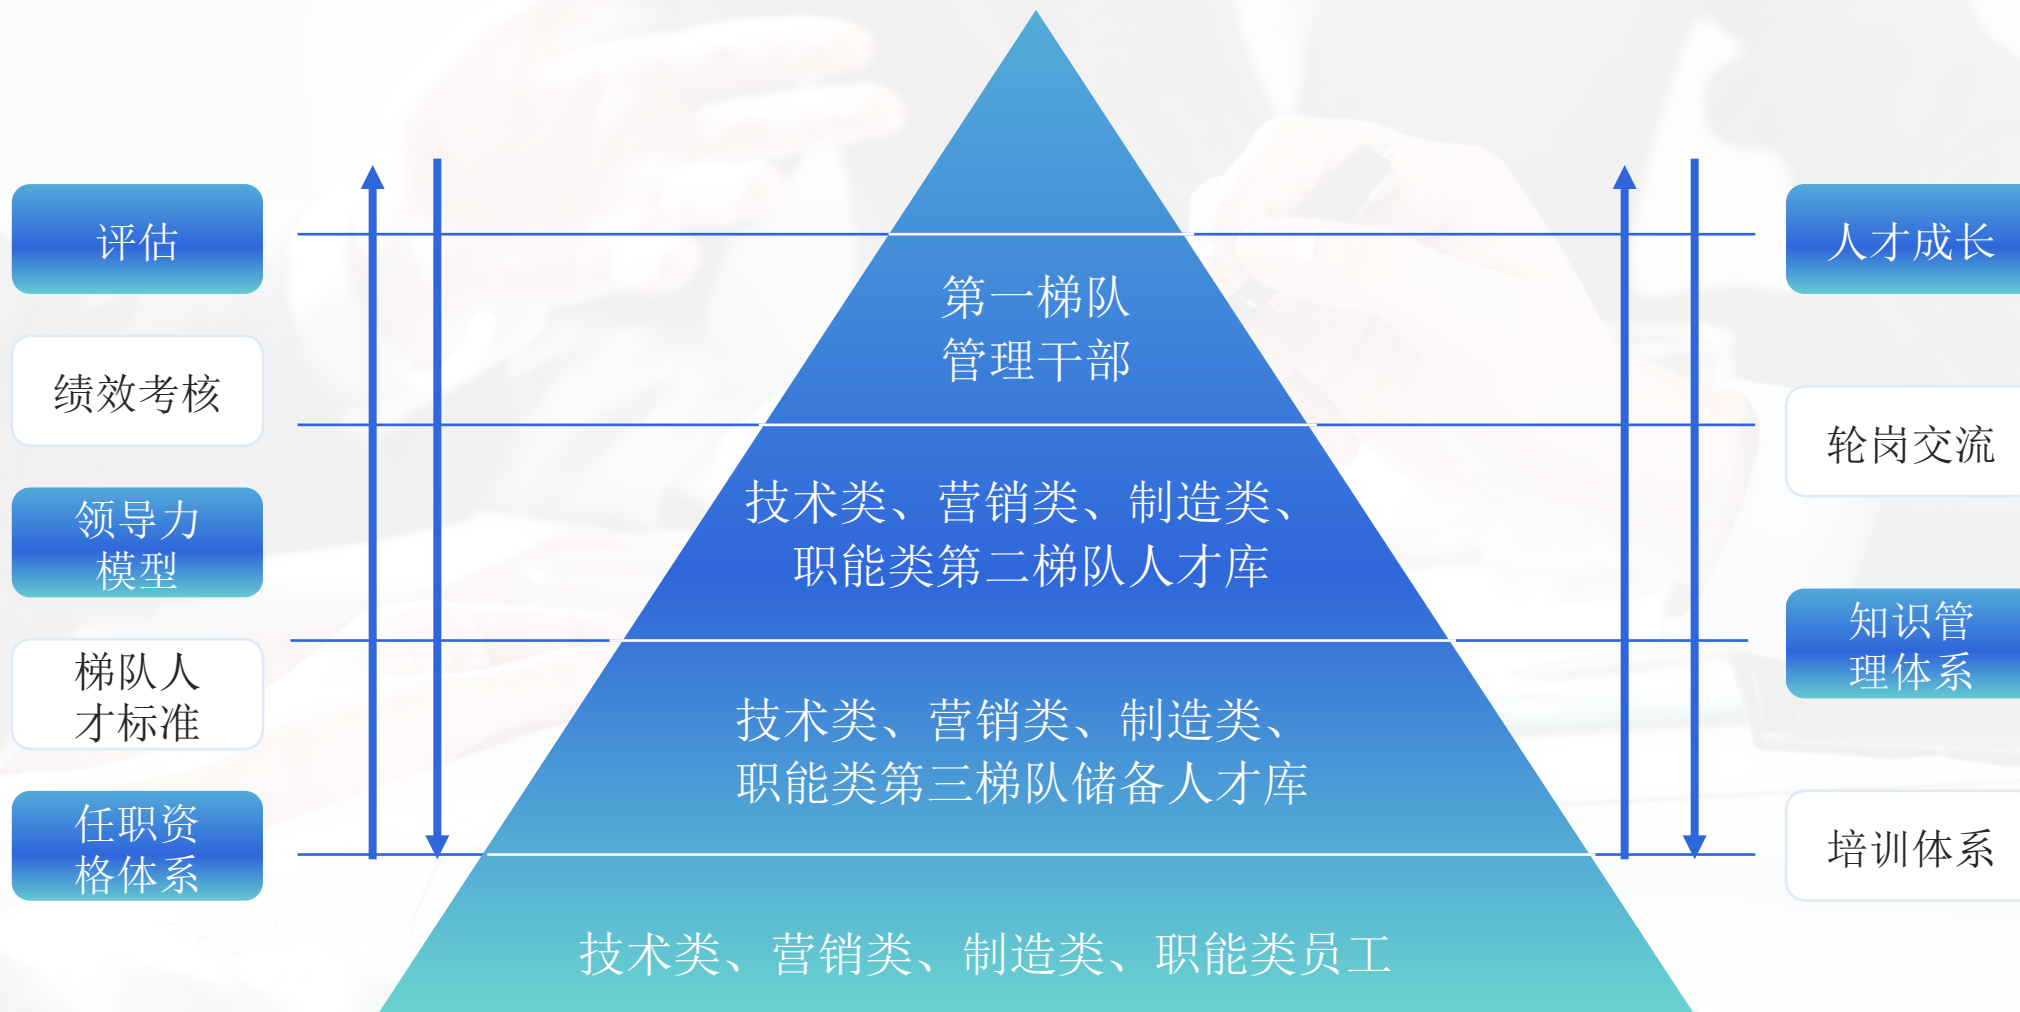 评估
绩效考核
领导力
模型
梯队人
才标准
任职资
格体系
第一梯队
管理干部
技术类、营销类、制造类、
职能类第二梯队人才库
技术类、营销类、制造类、
职能类第三梯队储备人才库
技术类、营销类、制造类、职能类员工
人才成长
轮岗交流
知识管
理体系
培训体系